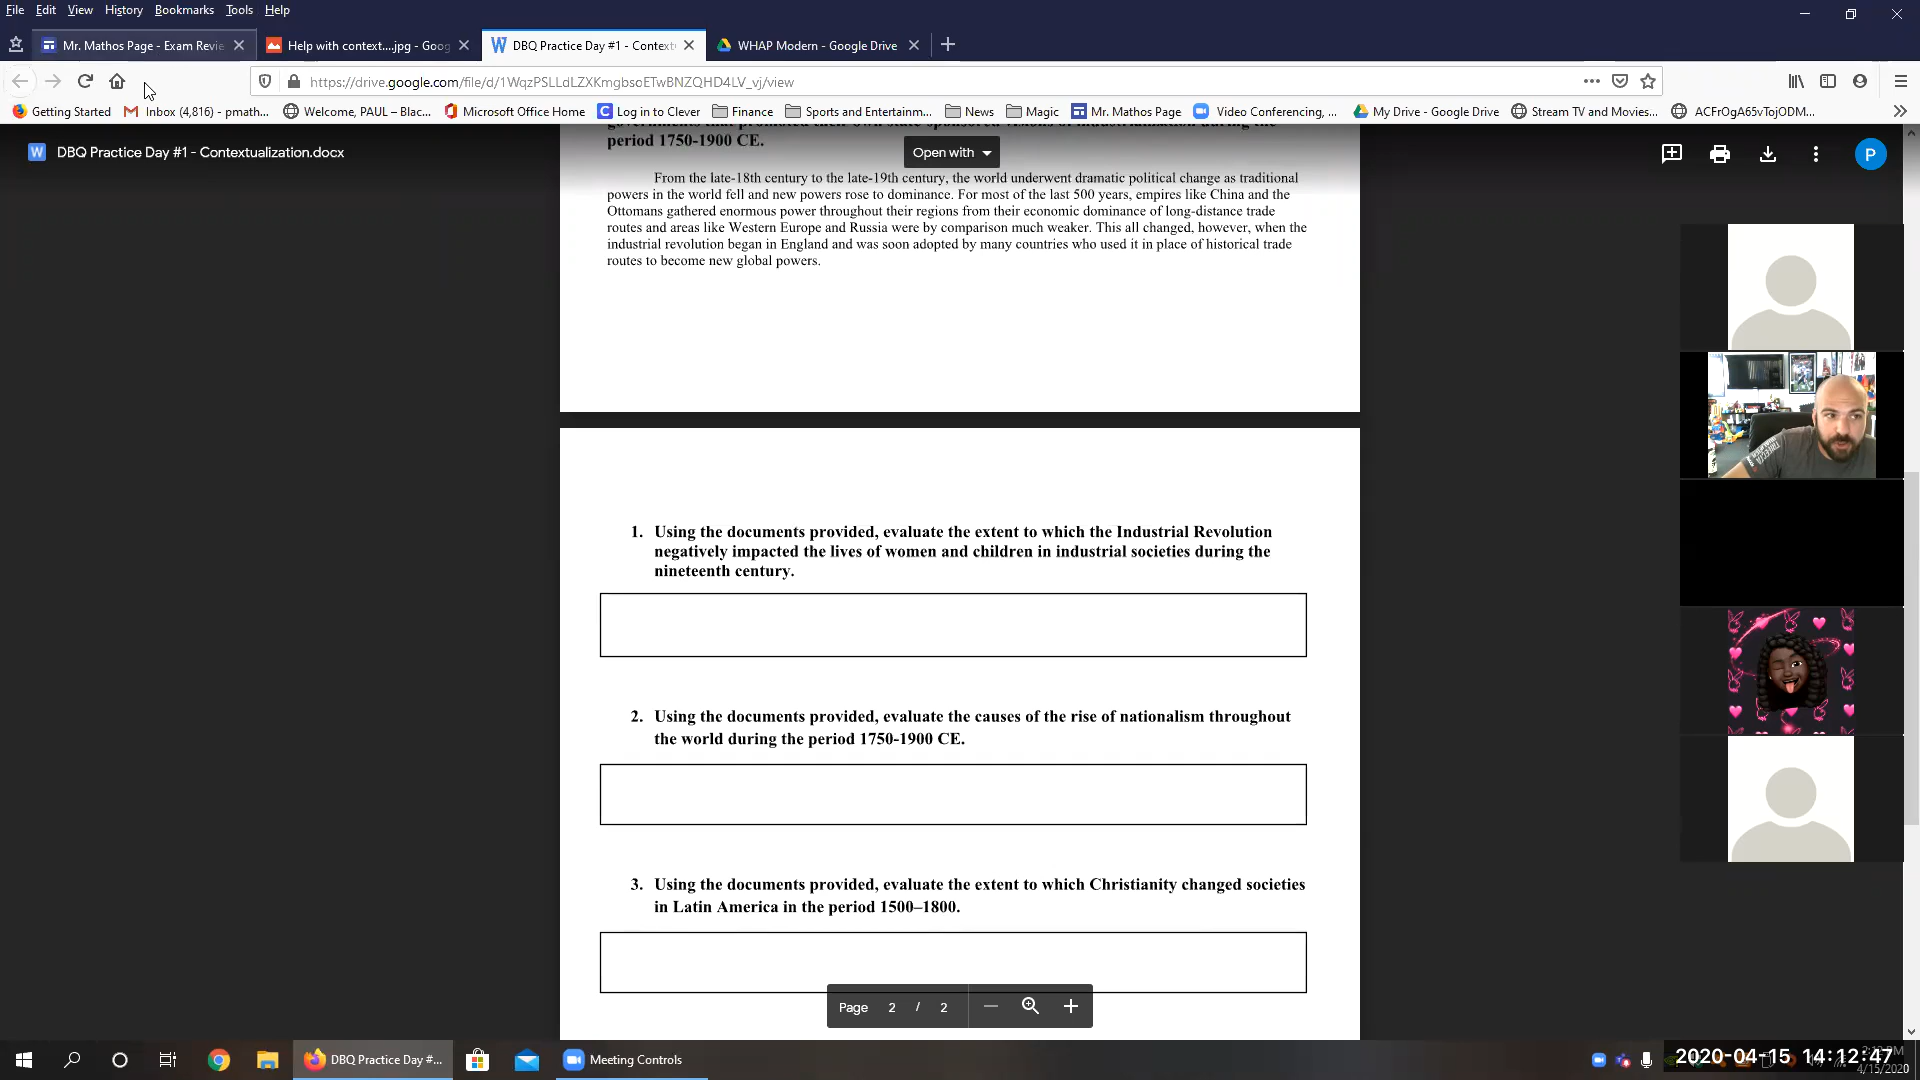 File Edit View History Bookmarks Tools Help
Mr. Mathos Page - Exam Revie
Help with context....jpg - Goog
DBQ Practice Day #1 - Context
WHAP Modern - Google Drive
https://drive.google.com/file/d/1WqzPSLLdLZXKmgbsoETwBNZQHD4LV_vj/view
Getting Started Inbox (4,816) - pmath... Welcome, PAUL – Blac... Microsoft Office Home Log in to Clever Finance Sports and Entertainm... News Magic Mr. Mathos Page Video Conferencing, ... My Drive - Google Drive Stream TV and Movies... ACFrOgA65vTojODM...
DBQ Practice Day #1 - Contextualization.docx
Open with
P
period 1750-1900 CE.
From the late-18th century to the late-19th century, the world underwent dramatic political change as traditional
powers in the world fell and new powers rose to dominance. For most of the last 500 years, empires like China and the
Ottomans gathered enormous power throughout their regions from their economic dominance of long-distance trade
routes and areas like Western Europe and Russia were by comparison much weaker. This all changed, however, when the
industrial revolution began in England and was soon adopted by many countries who used it in place of historical trade
routes to become new global powers.
1. Using the documents provided, evaluate the extent to which the Industrial Revolution
negatively impacted the lives of women and children in industrial societies during the
nineteenth century.
2. Using the documents provided, evaluate the causes of the rise of nationalism throughout
the world during the period 1750-1900 CE.
3. Using the documents provided, evaluate the extent to which Christianity changed societies
in Latin America in the period 1500–1800.
Page 2 / 2
DBQ Practice Day #...
Meeting Controls
2020-04-15 14:12:47
4/15/2020